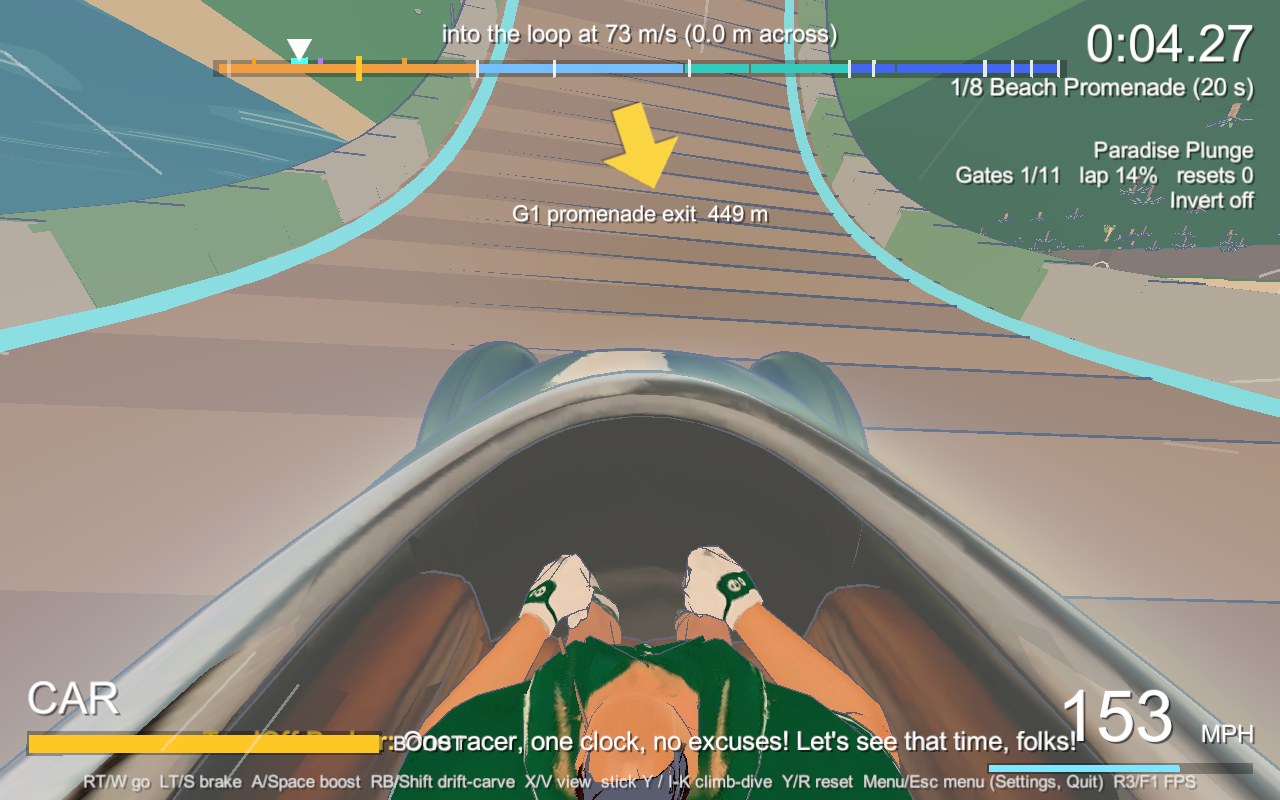 into the loop at 73 m/s (0.0 m across)
0:04.27
1/8 Beach Promenade (20 s)
Paradise Plunge
Gates 1/11 lap 14% resets 0
Invert off
G1 promenade exit 449 m
CAR
153 MPH
BOOST
One racer, one clock, no excuses! Let's see that time, folks!
RT/W go LT/S brake A/Space boost RB/Shift drift-carve X/V view stick Y / I-K climb-dive Y/R reset Menu/Esc menu (Settings, Quit) R3/F1 FPS